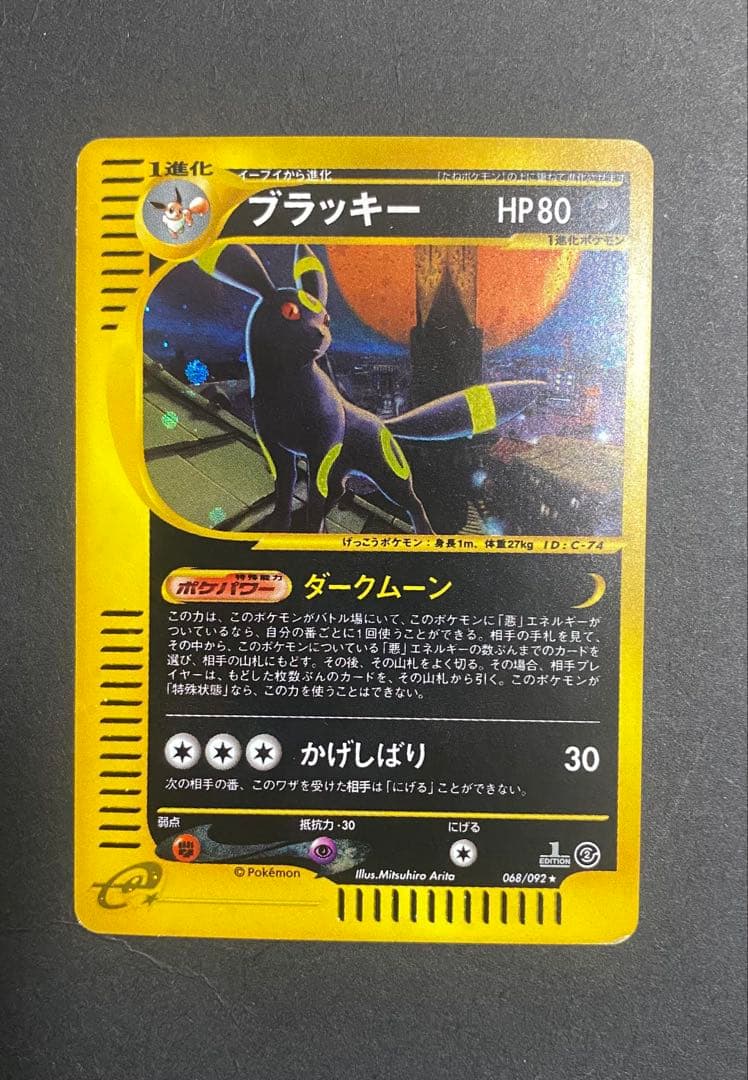 1進化
イーブイから進化
「たねポケモン」の上に重ねて進化させます
ブラッキー
HP80
1進化ポケモン
げっこうポケモン：身長1m、体重27kg ID:C-74
特殊能力
ポケパワー
ダークムーン
この力は、このポケモンがバトル場にいて、このポケモンに「悪」エネルギーが
ついているなら、自分の番ごとに1回使うことができる。相手の手札を見て、
その中から、このポケモンについている「悪」エネルギーの数ぶんまでのカードを
選び、相手の山札にもどす。その後、その山札をよく切る。その場合、相手プレイ
ヤーは、もどした枚数ぶんのカードを、その山札から引く。このポケモンが
「特殊状態」なら、この力を使うことはできない。
かげしばり 30
次の相手の番、このワザを受けた相手は「にげる」ことができない。
弱点
抵抗力・30
にげる
1
EDITION
© Pokémon
Illus.Mitsuhiro Arita
068/092★
e